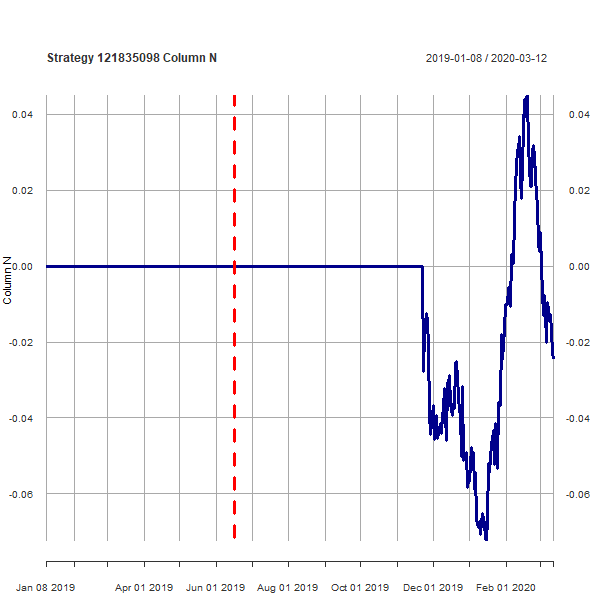 Strategy 121835098 Column N
2019-01-08 / 2020-03-12
0.04
0.04
0.02
0.02
0.00
0.00
Column N
-0.02
-0.02
-0.04
-0.04
-0.06
-0.06
Jan 08 2019
Apr 01 2019
Jun 01 2019
Aug 01 2019
Oct 01 2019
Dec 01 2019
Feb 01 2020